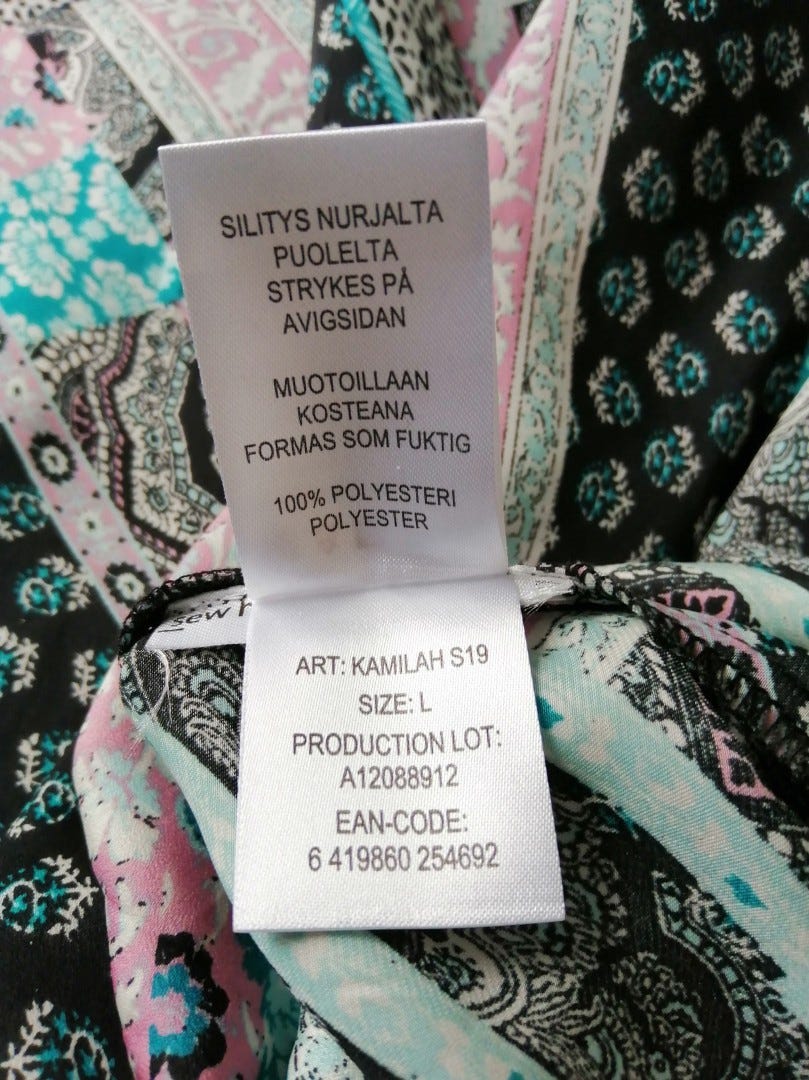 SILITYS NURJALTA
PUOLELTA
STRYKES PÅ
AVIGSIDAN
MUOTOILLAAN
KOSTEANA
FORMAS SOM FUKTIG
100% POLYESTERI
POLYESTER
sew
ART: KAMILAH S19
SIZE: L
PRODUCTION LOT:
A12088912
EAN-CODE:
6 419860 254692